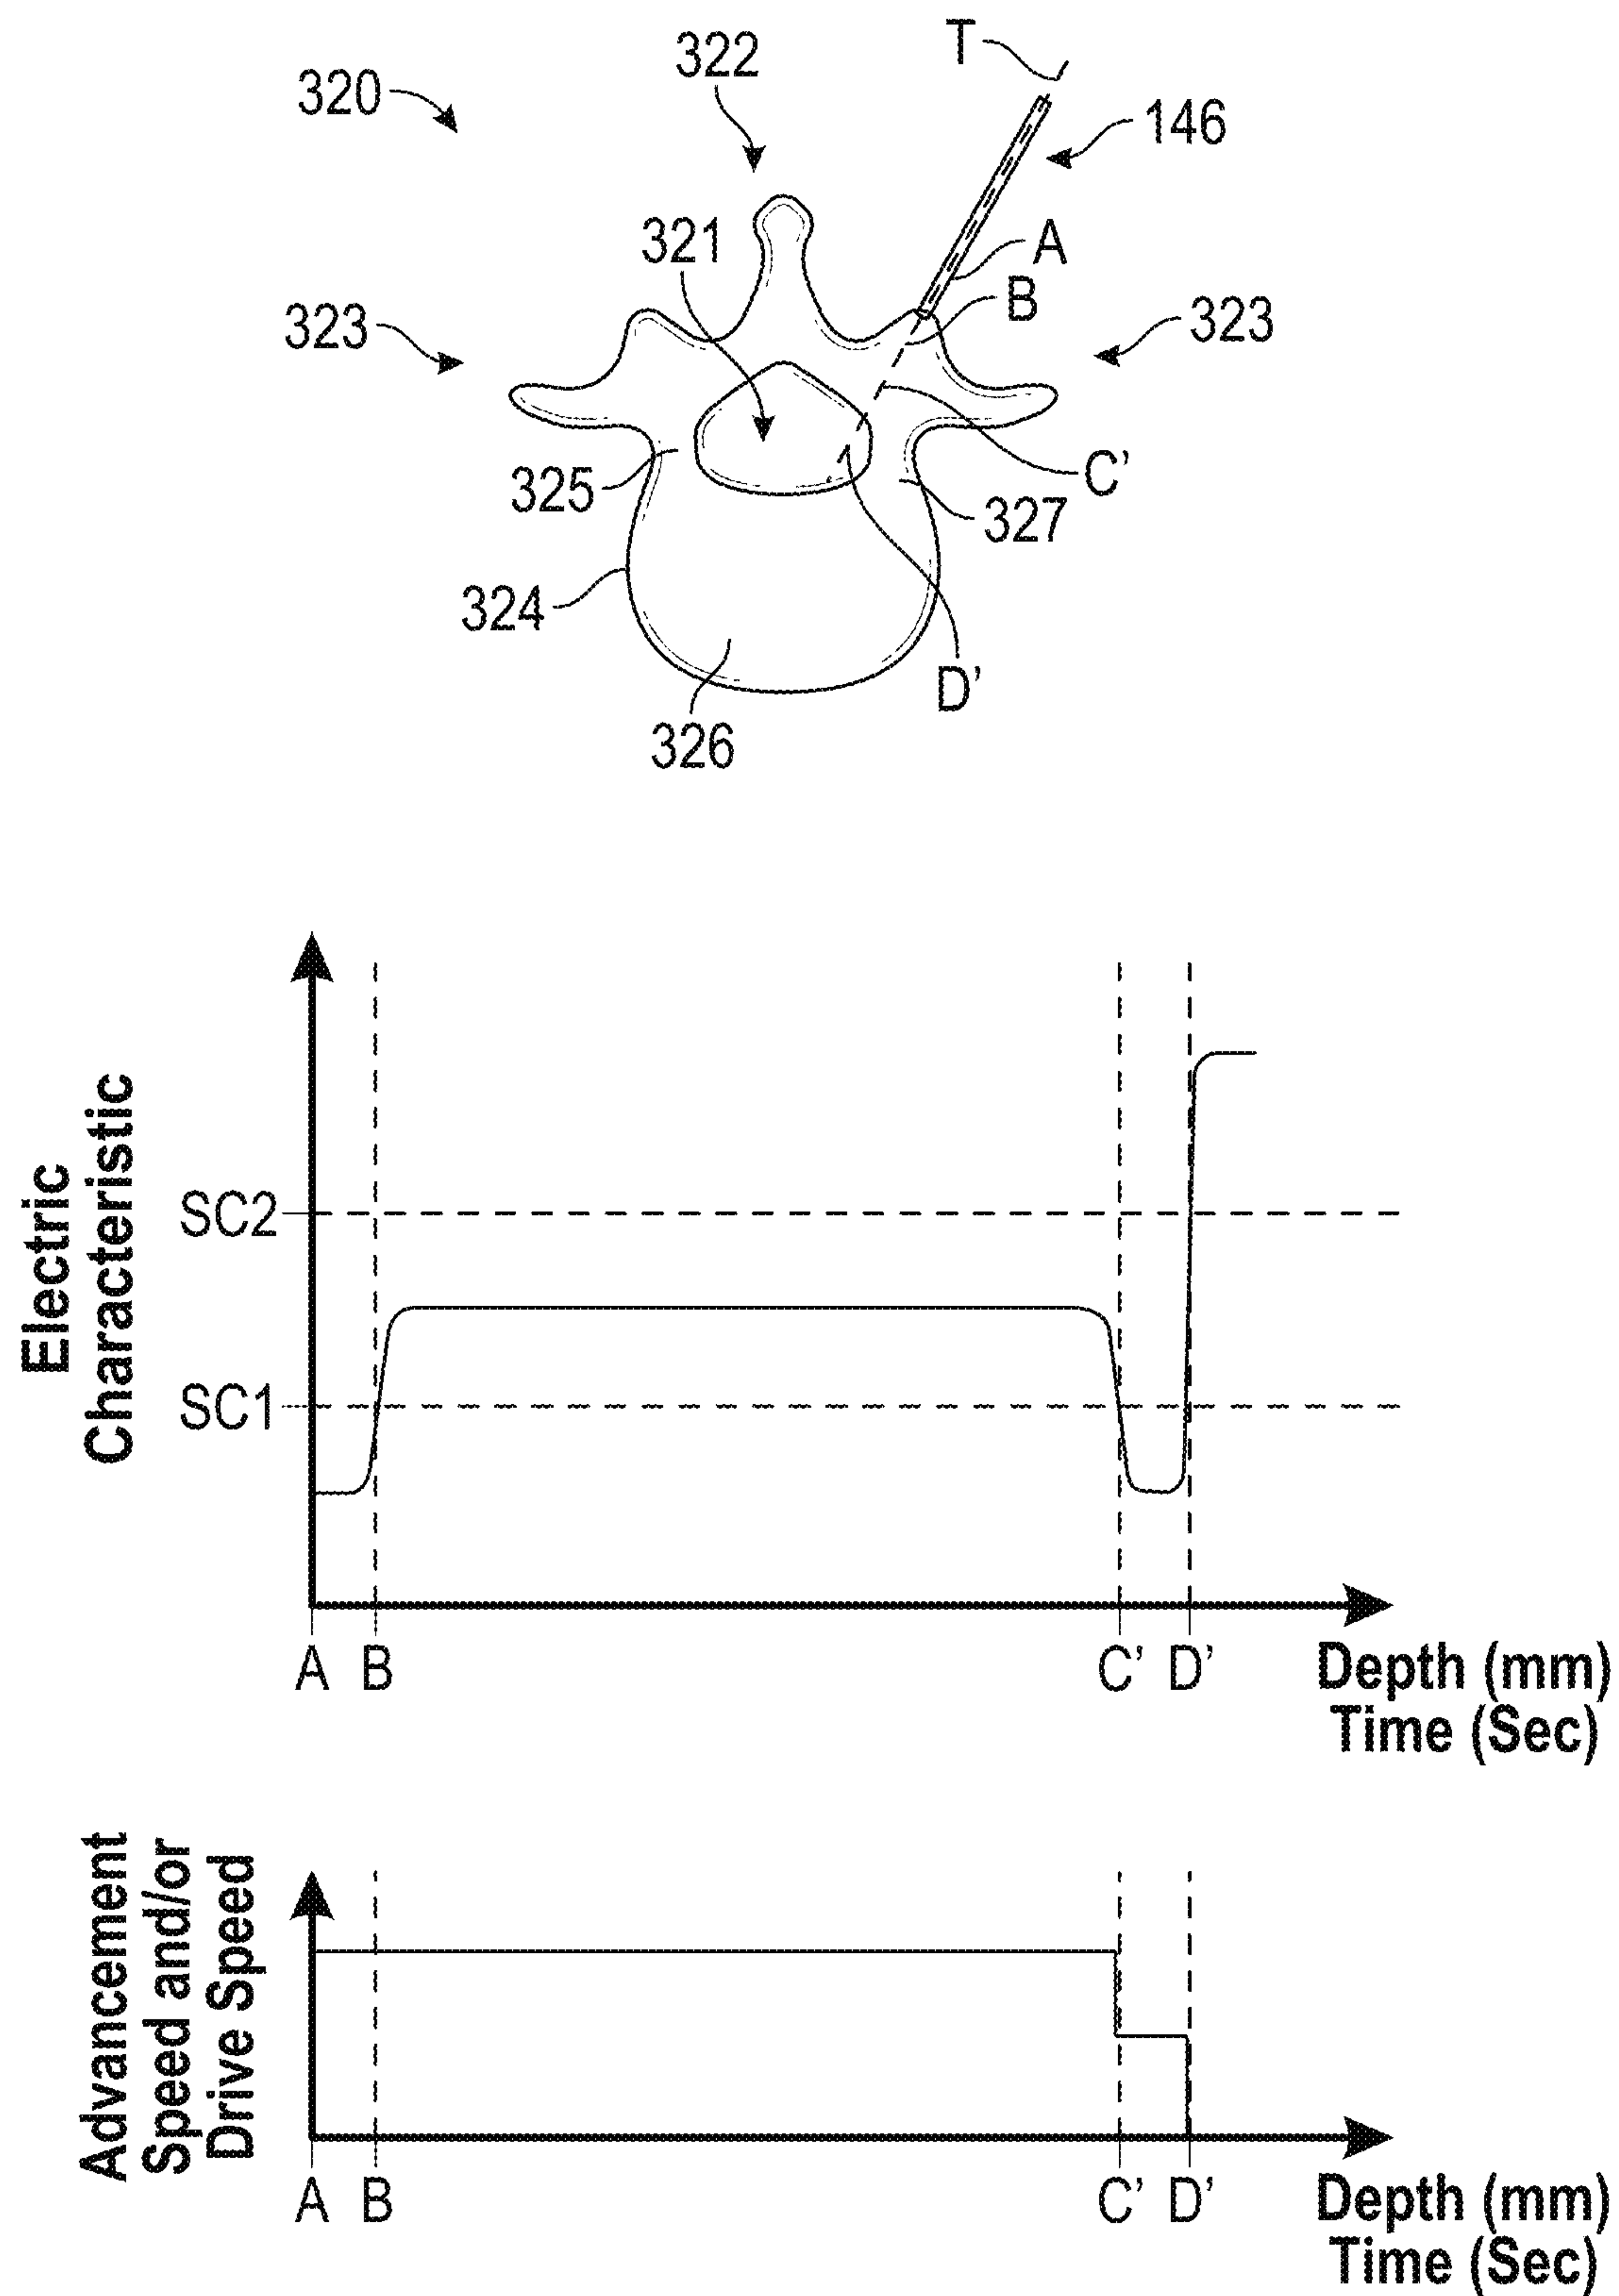 T
322
320
146
321
A
B
323
323
C'
325
327
324
D'
326
Electric
Characteristic
SC2
SC1
A B C' D'
Depth (mm)
Time (Sec)
Advancement
Speed and/or
Drive Speed
A B C' D'
Depth (mm)
Time (Sec)